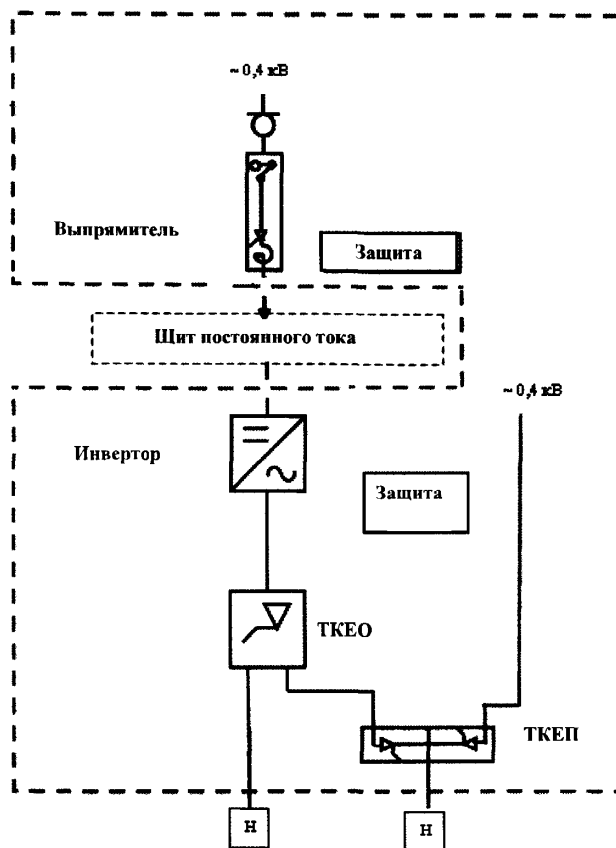 ~ 0,4 кВ
Выпрямитель
Защита
Щит постоянного тока
~ 0,4 кВ
Инвертор
Защита
ТКЕО
ТКЕП
Н
Н